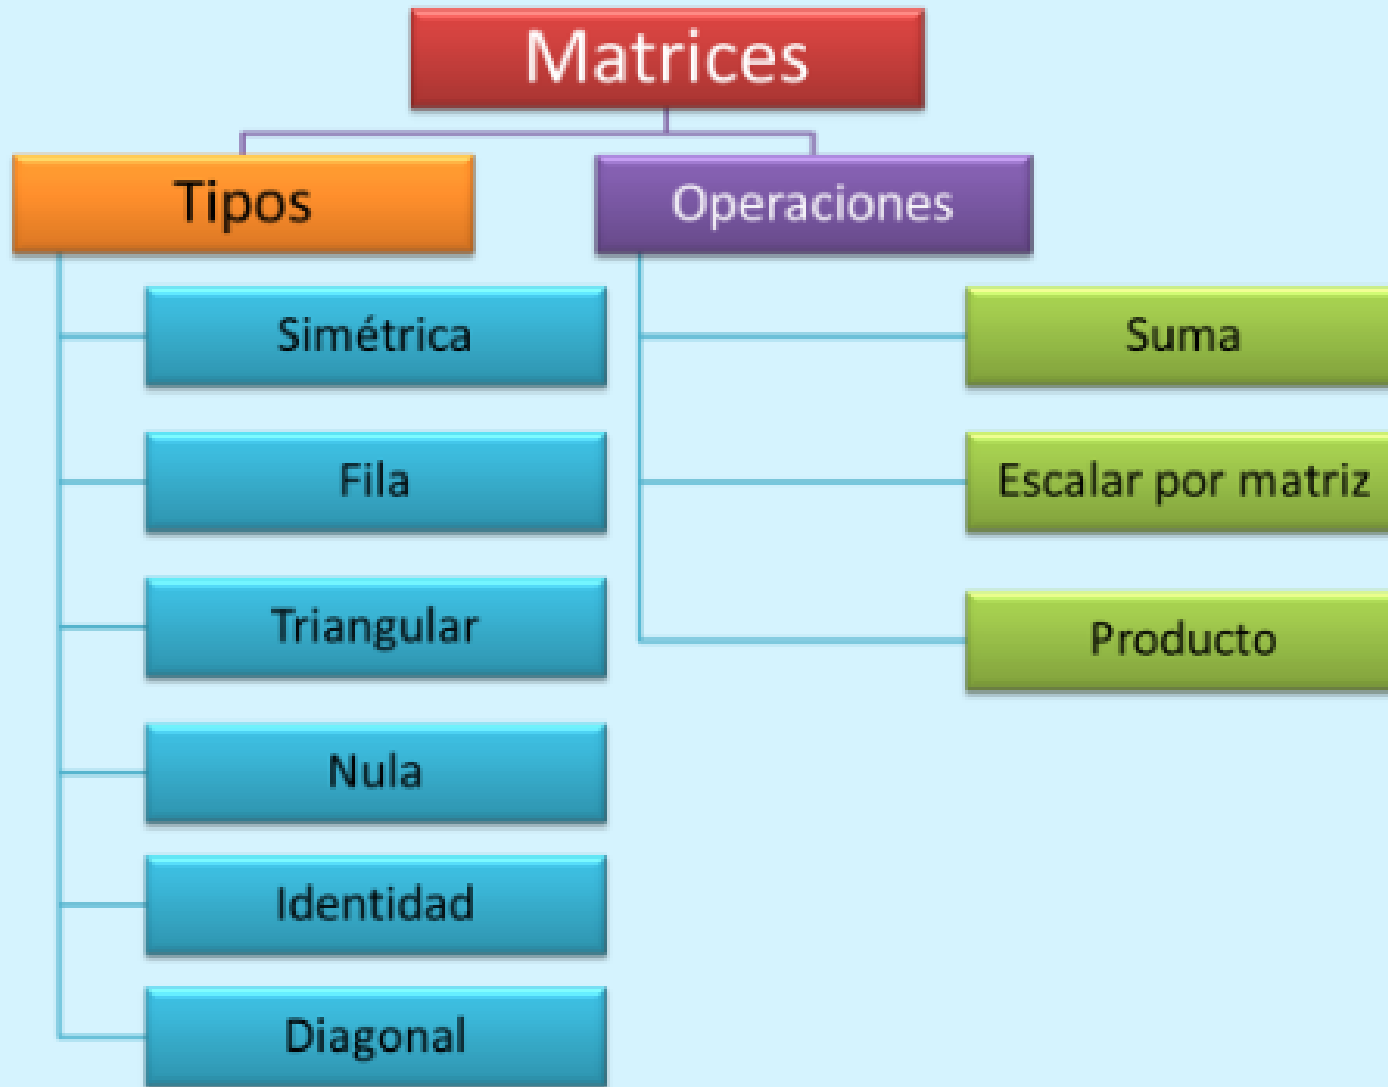 Matrices
Tipos
Operaciones
Simétrica
Fila
Triangular
Nula
Identidad
Diagonal
Suma
Escalar por matriz
Producto